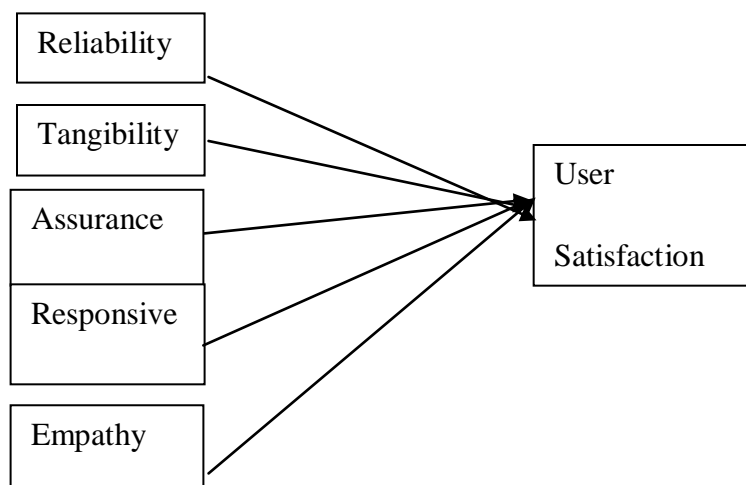 Reliability
Tangibility
Assurance
Responsive
Empathy
User
Satisfaction